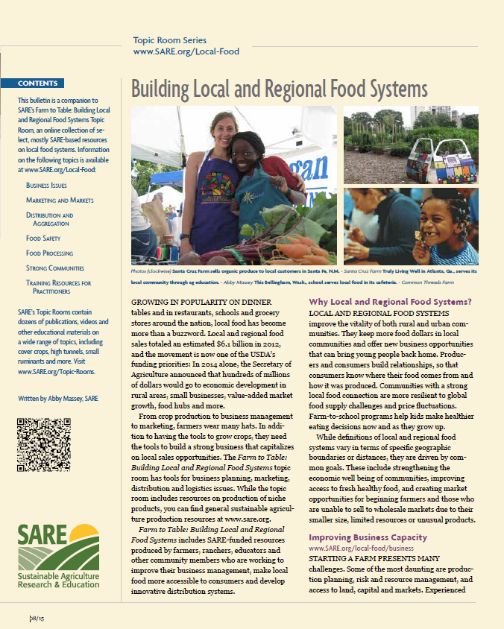 Topic Room Series
www.SARE.org/Local-Food
CONTENTS
This bulletin is a companion to
SARE's Farm to Table: Building Local
and Regional Food Systems Topic
Room, an online collection of se-
lect, mostly SARE-based resources
on local food systems. Information
on the following topics is available
at www.SARE.org/Local-Food:
Business Issues
Marketing and Markets
Distribution and
Aggregation
Food Safety
Food Processing
Strong Communities
Training Resources for
Practitioners
SARE's Topic Rooms contain
dozens of publications, videos and
other educational materials on
a wide range of topics, including
cover crops, high tunnels, small
ruminants and more. Visit
www.SARE.org/Topic-Rooms.
Written by Abby Massey, SARE
SARE
Sustainable Agriculture
Research & Education
Building Local and Regional Food Systems
Photos (clockwise) Santa Cruz Farm sells organic produce to local customers in Santa Fe, N.M. - Santa Cruz Farm Truly Living Well in Atlanta, Ga., serves its
local community through ag education. - Abby Massey This Bellingham, Wash., school serves local food in its cafeteria. - Common Threads Farm
GROWING IN POPULARITY ON DINNER
tables and in restaurants, schools and grocery
stores around the nation, local food has become
more than a buzzword. Local and regional food
sales totaled an estimated $6.1 billion in 2012,
and the movement is now one of the USDA's
funding priorities: In 2014 alone, the Secretary of
Agriculture announced that hundreds of millions
of dollars would go to economic development in
rural areas, small businesses, value-added market
growth, food hubs and more.
From crop production to business management
to marketing, farmers wear many hats. In addi-
tion to having the tools to grow crops, they need
the tools to build a strong business that capitalizes
on local sales opportunities. The Farm to Table:
Building Local and Regional Food Systems topic
room has tools for business planning, marketing,
distribution and logistics issues. While the topic
room includes resources on production of niche
products, you can find general sustainable agricul-
ture production resources at www.sare.org.
Farm to Table: Building Local and Regional
Food Systems includes SARE-funded resources
produced by farmers, ranchers, educators and
other community members who are working to
improve their business management, make local
food more accessible to consumers and develop
innovative distribution systems.
Why Local and Regional Food Systems?
LOCAL AND REGIONAL FOOD SYSTEMS
improve the vitality of both rural and urban com-
munities. They keep more food dollars in local
communities and offer new business opportunities
that can bring young people back home. Produc-
ers and consumers build relationships, so that
consumers know where their food comes from and
how it was produced. Communities with a strong
local food connection are more resilient to global
food supply challenges and price fluctuations.
Farm-to-school programs help kids make healthier
eating decisions now and as they grow up.
While definitions of local and regional food
systems vary in terms of specific geographic
boundaries or distances, they are driven by com-
mon goals. These include strengthening the
economic well being of communities, improving
access to fresh healthy food, and creating market
opportunities for beginning farmers and those who
are unable to sell to wholesale markets due to their
smaller size, limited resources or unusual products.
Improving Business Capacity
www.SARE.org/local-food/business
STARTING A FARM PRESENTS MANY
challenges. Some of the most daunting are produc-
tion planning, risk and resource management, and
access to land, capital and markets. Experienced